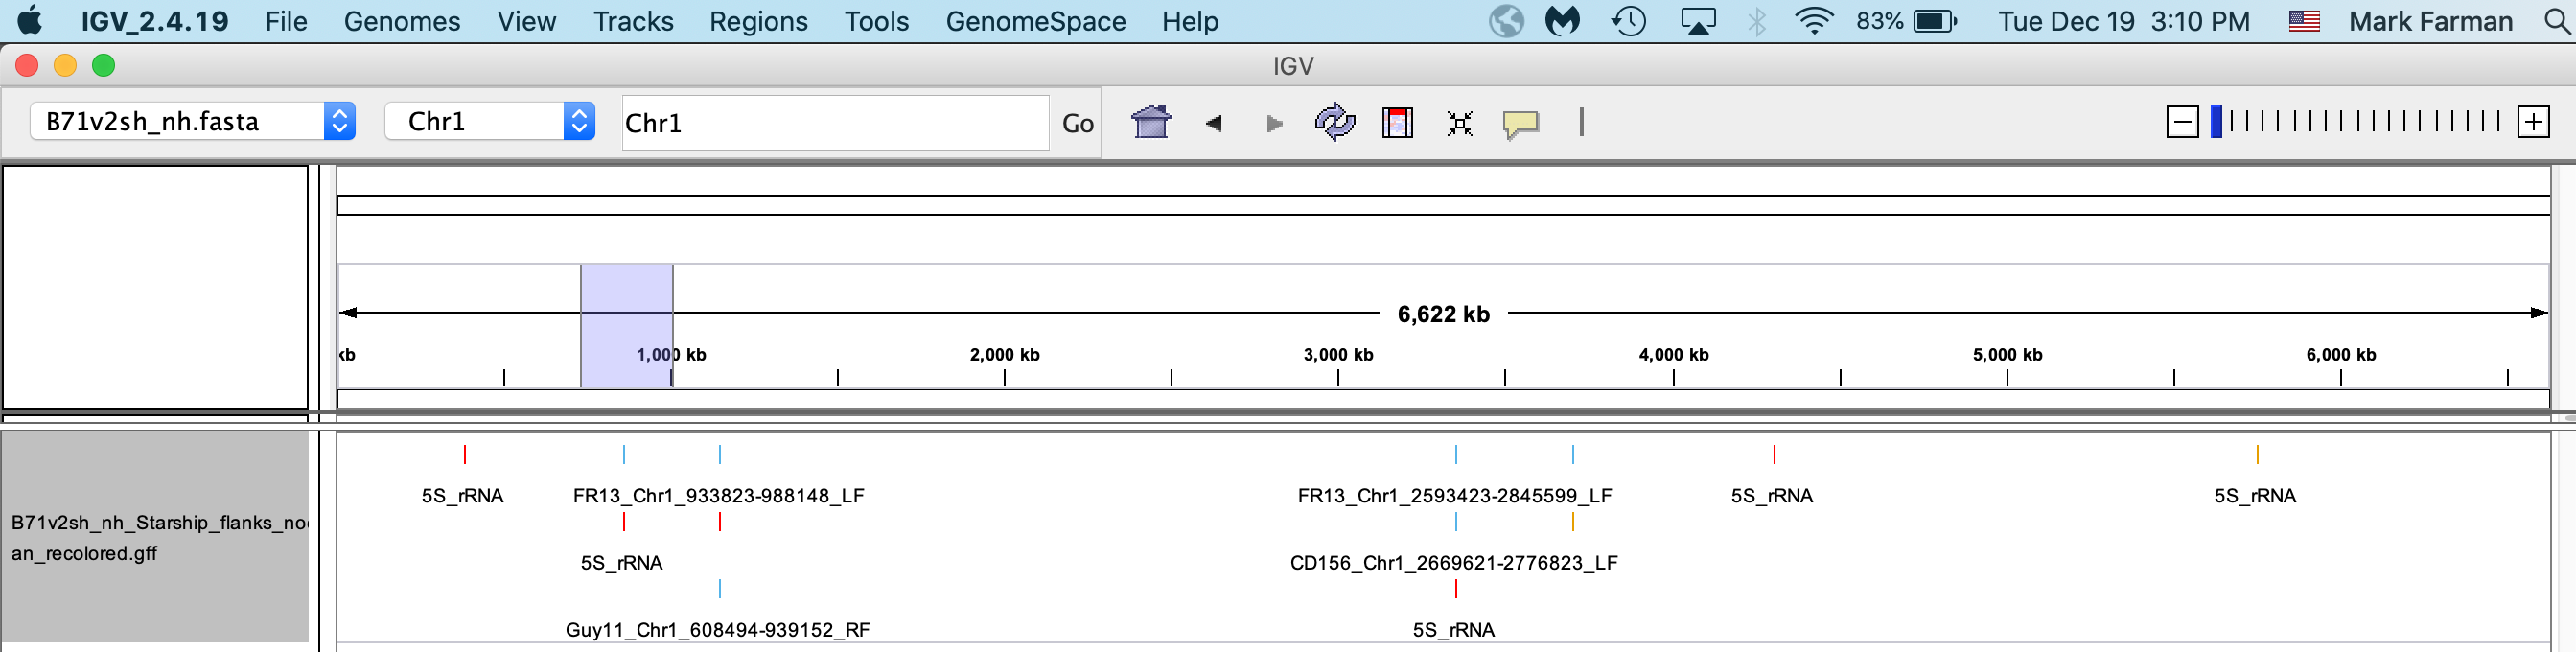 IGV_2.4.19 File Genomes View Tracks Regions Tools GenomeSpace Help 83% Tue Dec 19 3:10 PM Mark Farman
IGV
B71v2sh_nh.fasta Chr1 Chr1 Go
6,622 kb
kb 1,000 kb 2,000 kb 3,000 kb 4,000 kb 5,000 kb 6,000 kb
5S_rRNA FR13_Chr1_933823-988148_LF FR13_Chr1_2593423-2845599_LF 5S_rRNA 5S_rRNA
B71v2sh_nh_Starship_flanks_no
an_recolored.gff
5S_rRNA CD156_Chr1_2669621-2776823_LF
Guy11_Chr1_608494-939152_RF 5S_rRNA